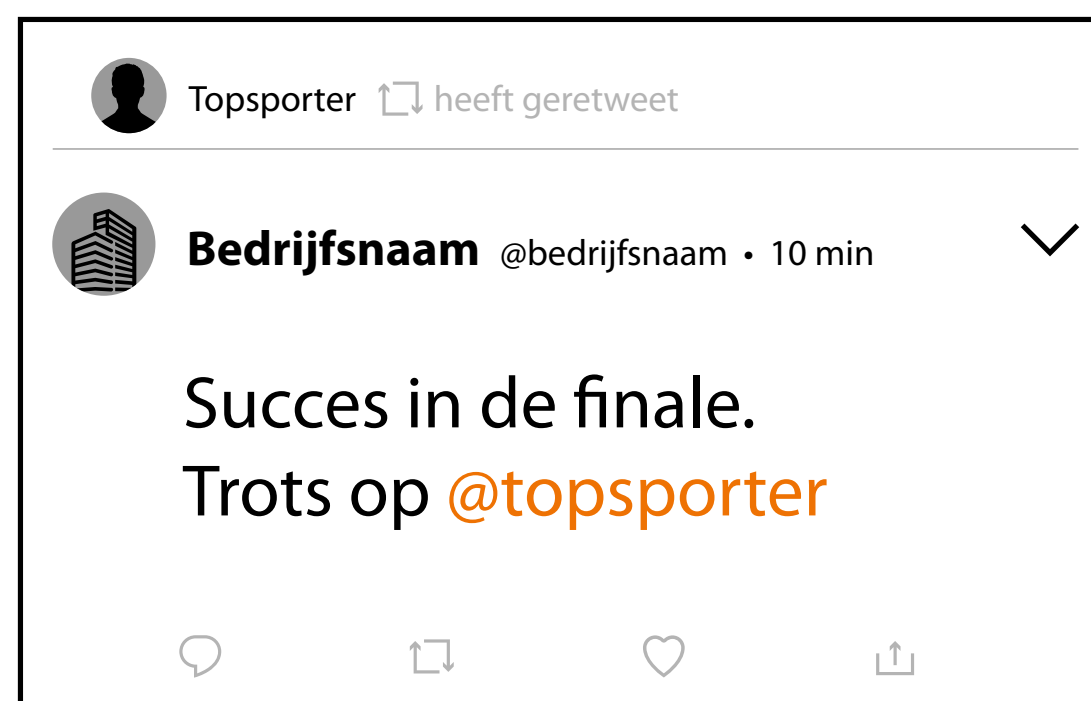 Topsporter heeft geretweet
Bedrijfsnaam @bedrijfsnaam • 10 min
Succes in de finale.
Trots op @topsporter